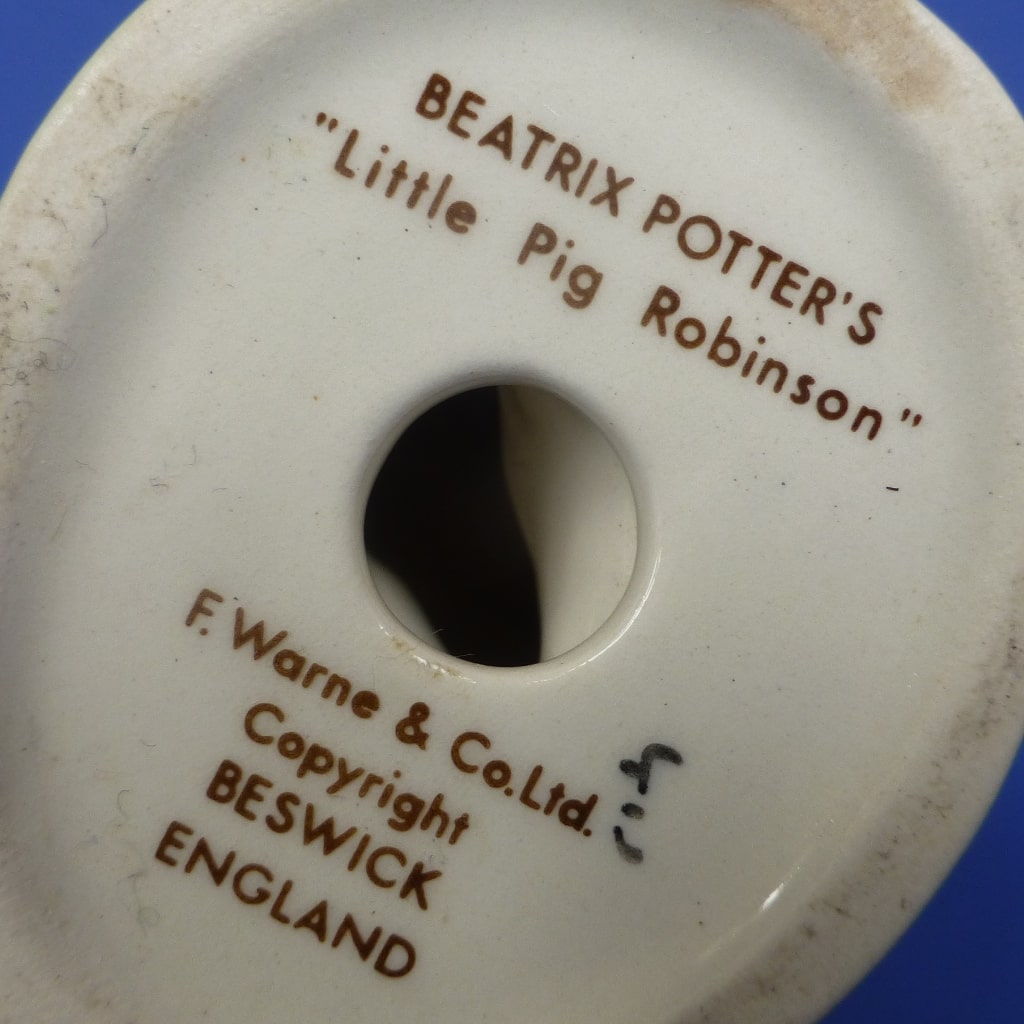 BEATRIX POTTER'S
"Little Pig Robinson"
F. Warne & Co.Ltd.
Copyright
BESWICK
ENGLAND